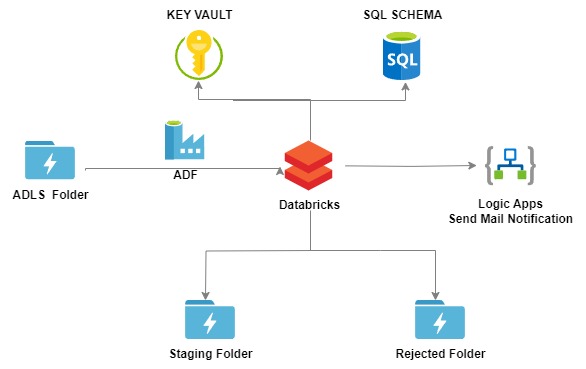 KEY VAULT
SQL SCHEMA
SQL
ADF
ADLS Folder
Databricks
Logic Apps
Send Mail Notification
Staging Folder
Rejected Folder